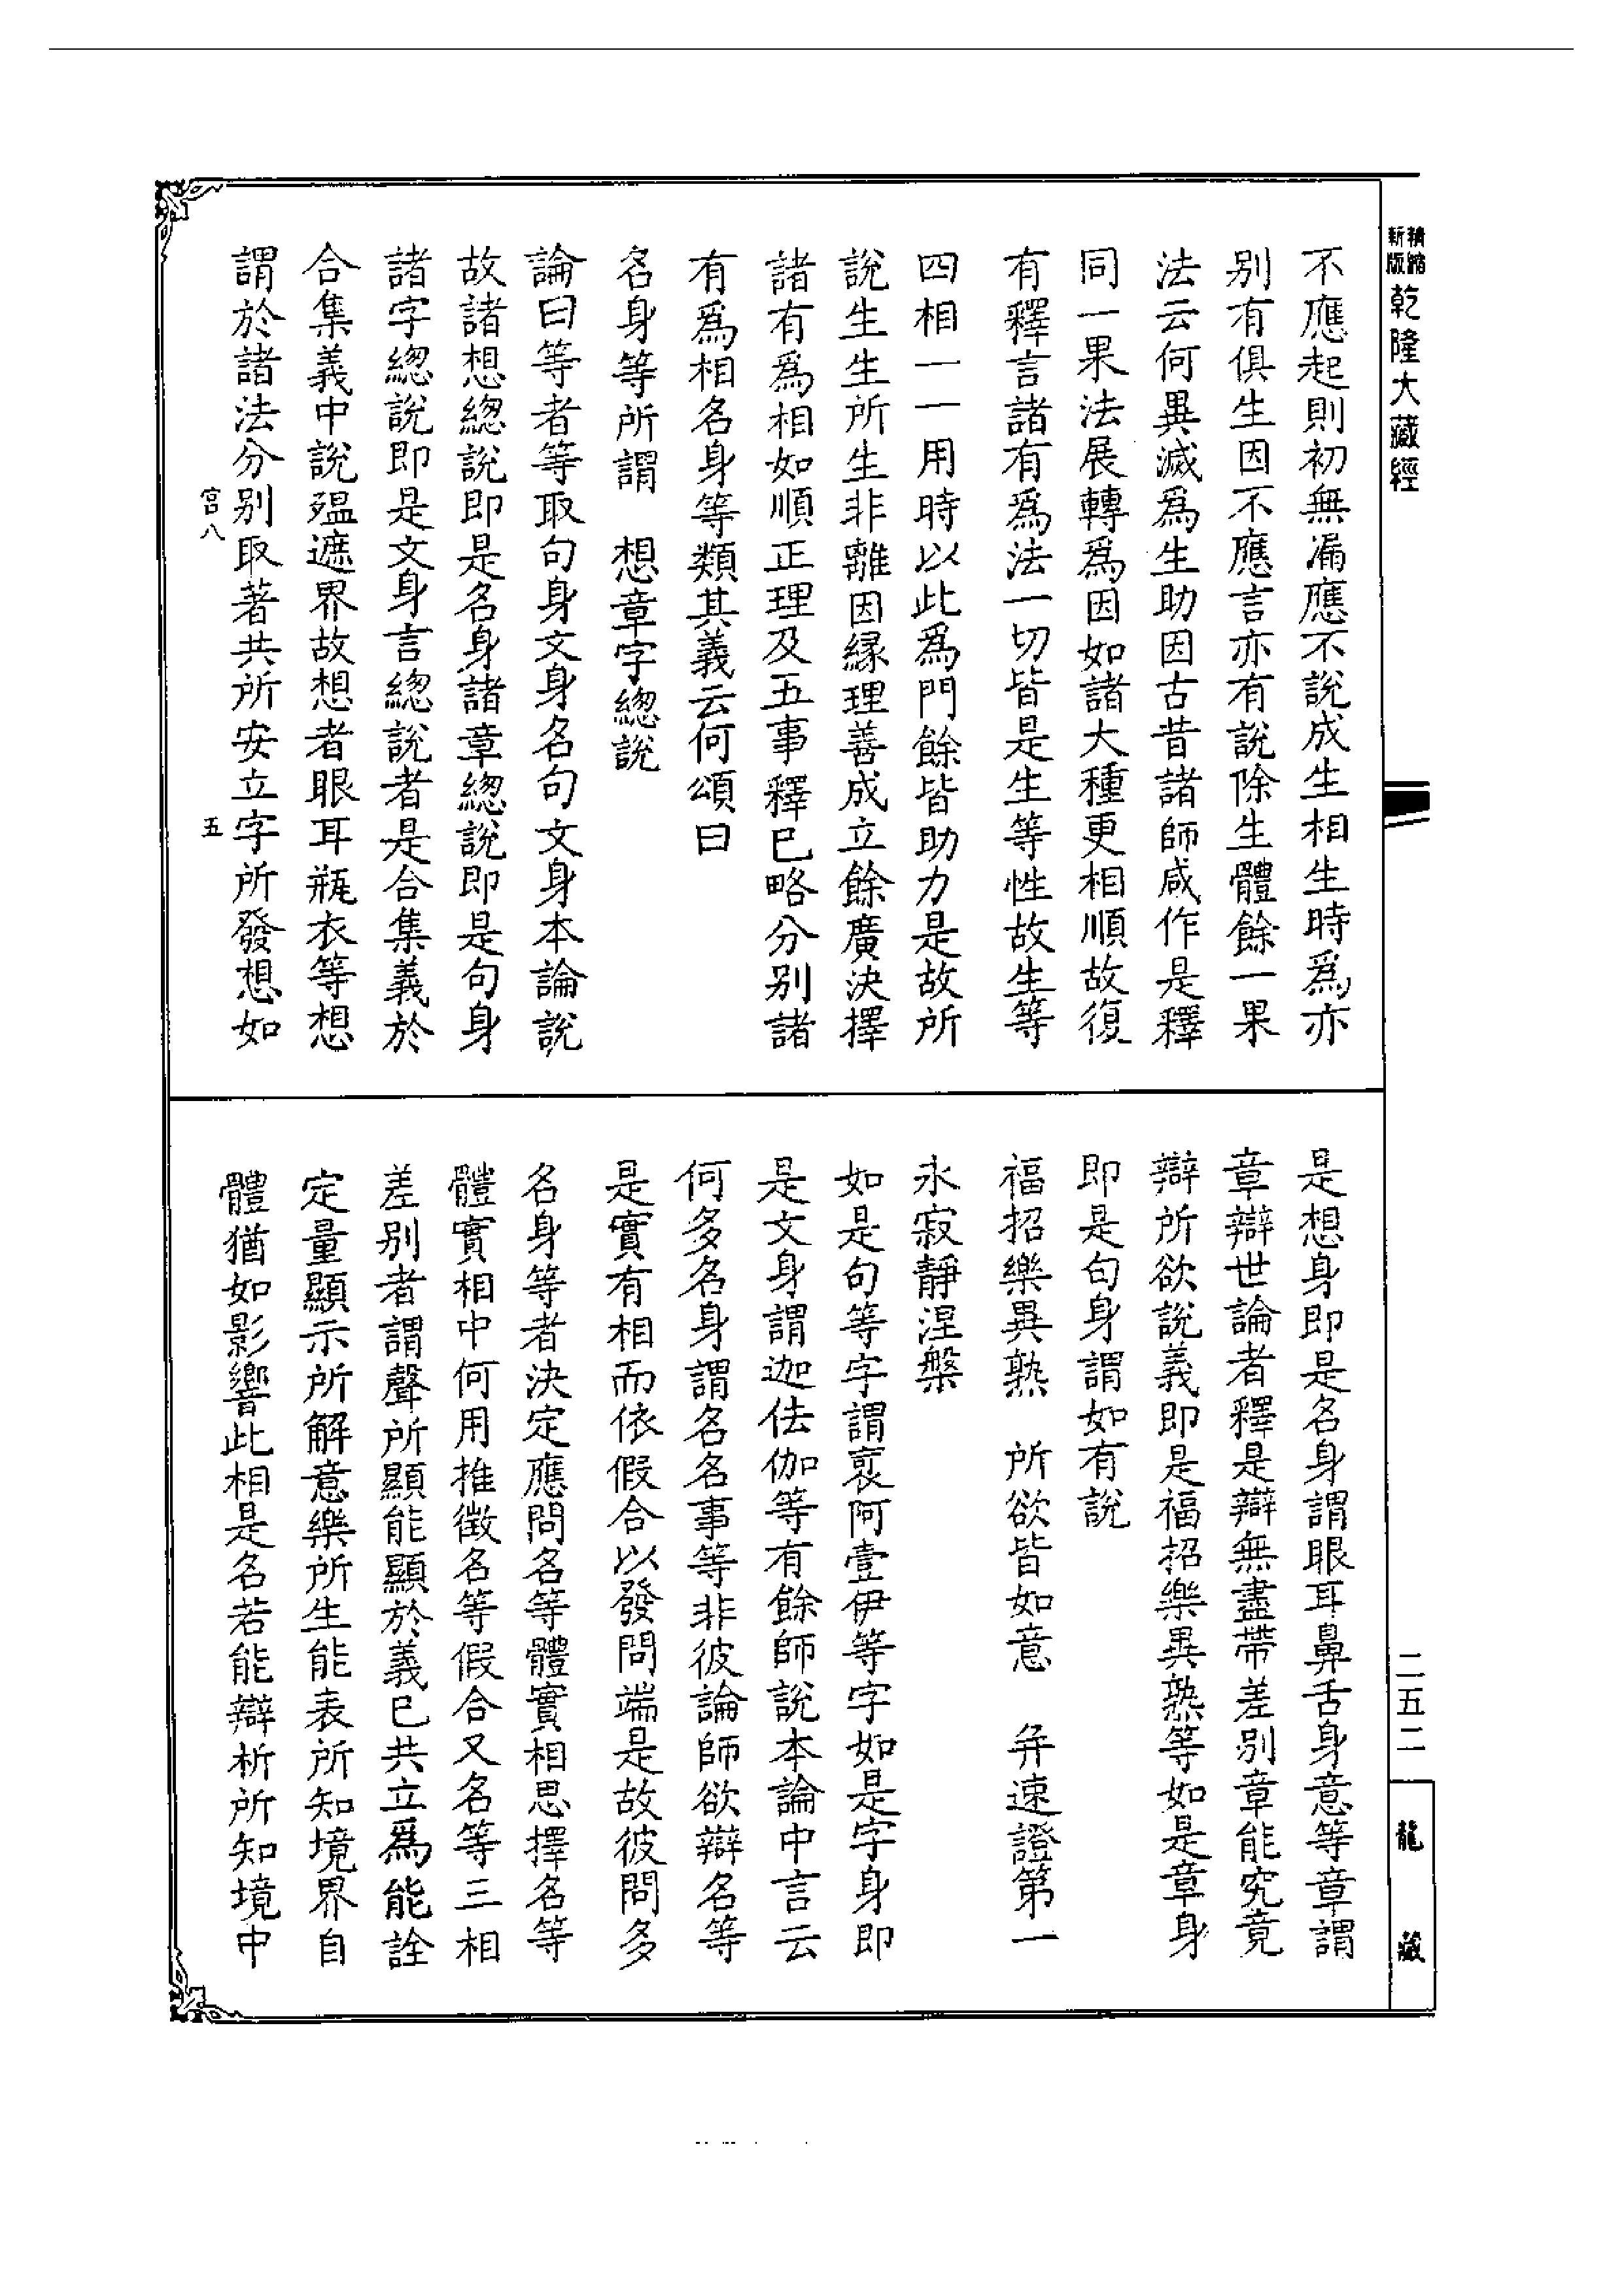 精縮新版乾隆大藏經
不應起則初無漏應不說成生相生時爲亦
別有俱生因不應言亦有說除生體餘一果
法云何異滅爲生助因古昔諸師咸作是釋
同一果法展轉爲因如諸大種更相順故復
有釋言諸有爲法一切皆是生等性故生等
四相一一用時以此爲門餘皆助力是故所
說生生所生非離因緣理善成立餘廣決擇
諸有爲相如順正理及五事釋已略分別諸
有爲相名身等類其義云何頌曰
名身等所謂　想章字總說
論曰等者等取句身文身名句文身本論說
故諸想總說即是名身諸章總說即是句身
諸字總說即是文身言總說者是合集義於
合集義中說殟遮界故想者眼耳瓶衣等想
謂於諸法分別取著共所安立字所發想如
宮八　五
是想身即是名身謂眼耳鼻舌身意等章謂
章辯世論者釋是辯無盡帶差別章能究竟
辯所欲說義即是福招樂異熟等如是章身
即是句身謂如有說
福招樂異熟　所欲皆如意　并速證第一
永寂靜涅槃
如是句等字謂裒阿壹伊等字如是字身即
是文身謂迦佉伽等有餘師說本論中言云
何多名身謂名名事等非彼論師欲辯名等
是實有相而依假合以發問端是故彼問多
名身等者決定應問名等體實相思擇名等
體實相中何用推徵名等假合又名等三相
差別者謂聲所顯能顯於義已共立爲能詮
定量顯示所解意樂所生能表所知境界自
體猶如影響此相是名若能辯析所知境中
二五二
龍藏